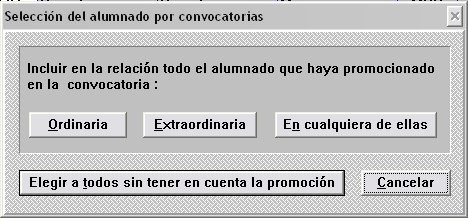 Selección del alumnado por convocatorias
Incluir en la relación todo el alumnado que haya promocionado
en la convocatoria :
Ordinaria
Extraordinaria
En cualquiera de ellas
Elegir a todos sin tener en cuenta la promoción
Cancelar